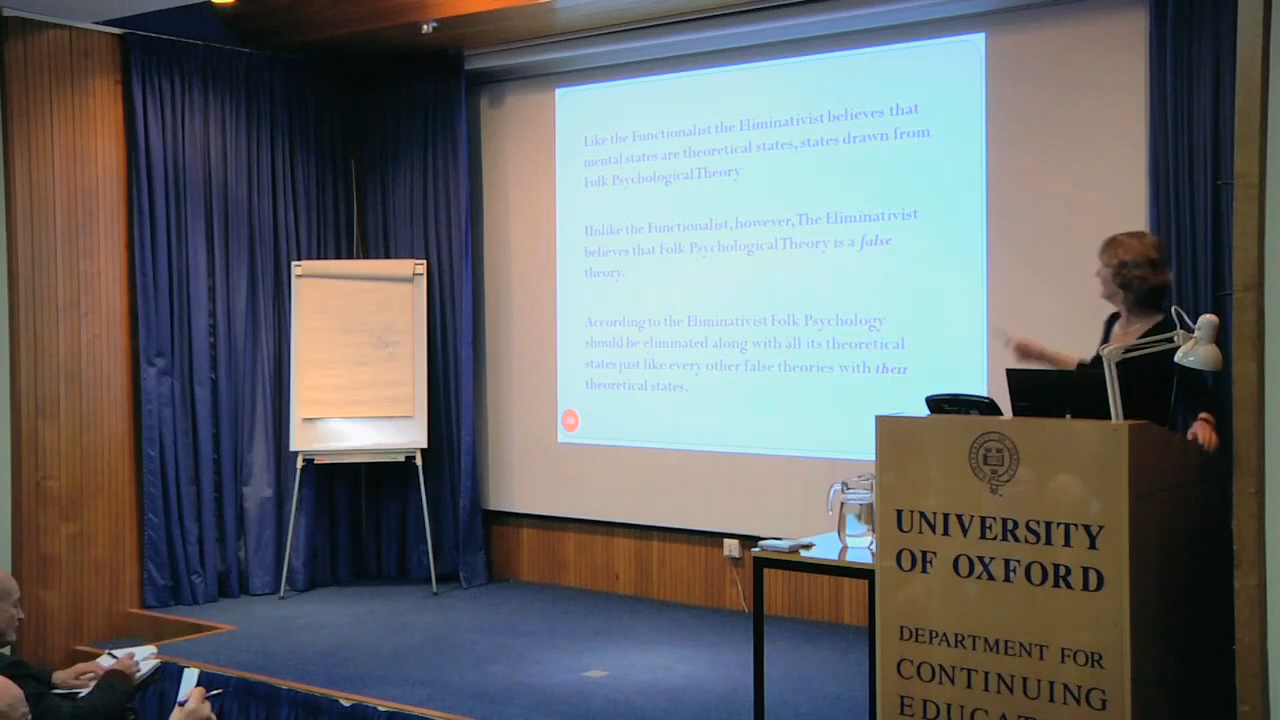 Like the Functionalist the Eliminativist believes that
mental states are theoretical states, states drawn from
Folk Psychological Theory
Unlike the Functionalist, however, The Eliminativist
believes that Folk Psychological Theory is a false
theory.
According to the Eliminativist Folk Psychology
should be eliminated along with all its theoretical
states just like every other false theories with their
theoretical states.
UNIVERSITY
OF OXFORD
DEPARTMENT FOR
CONTINUING